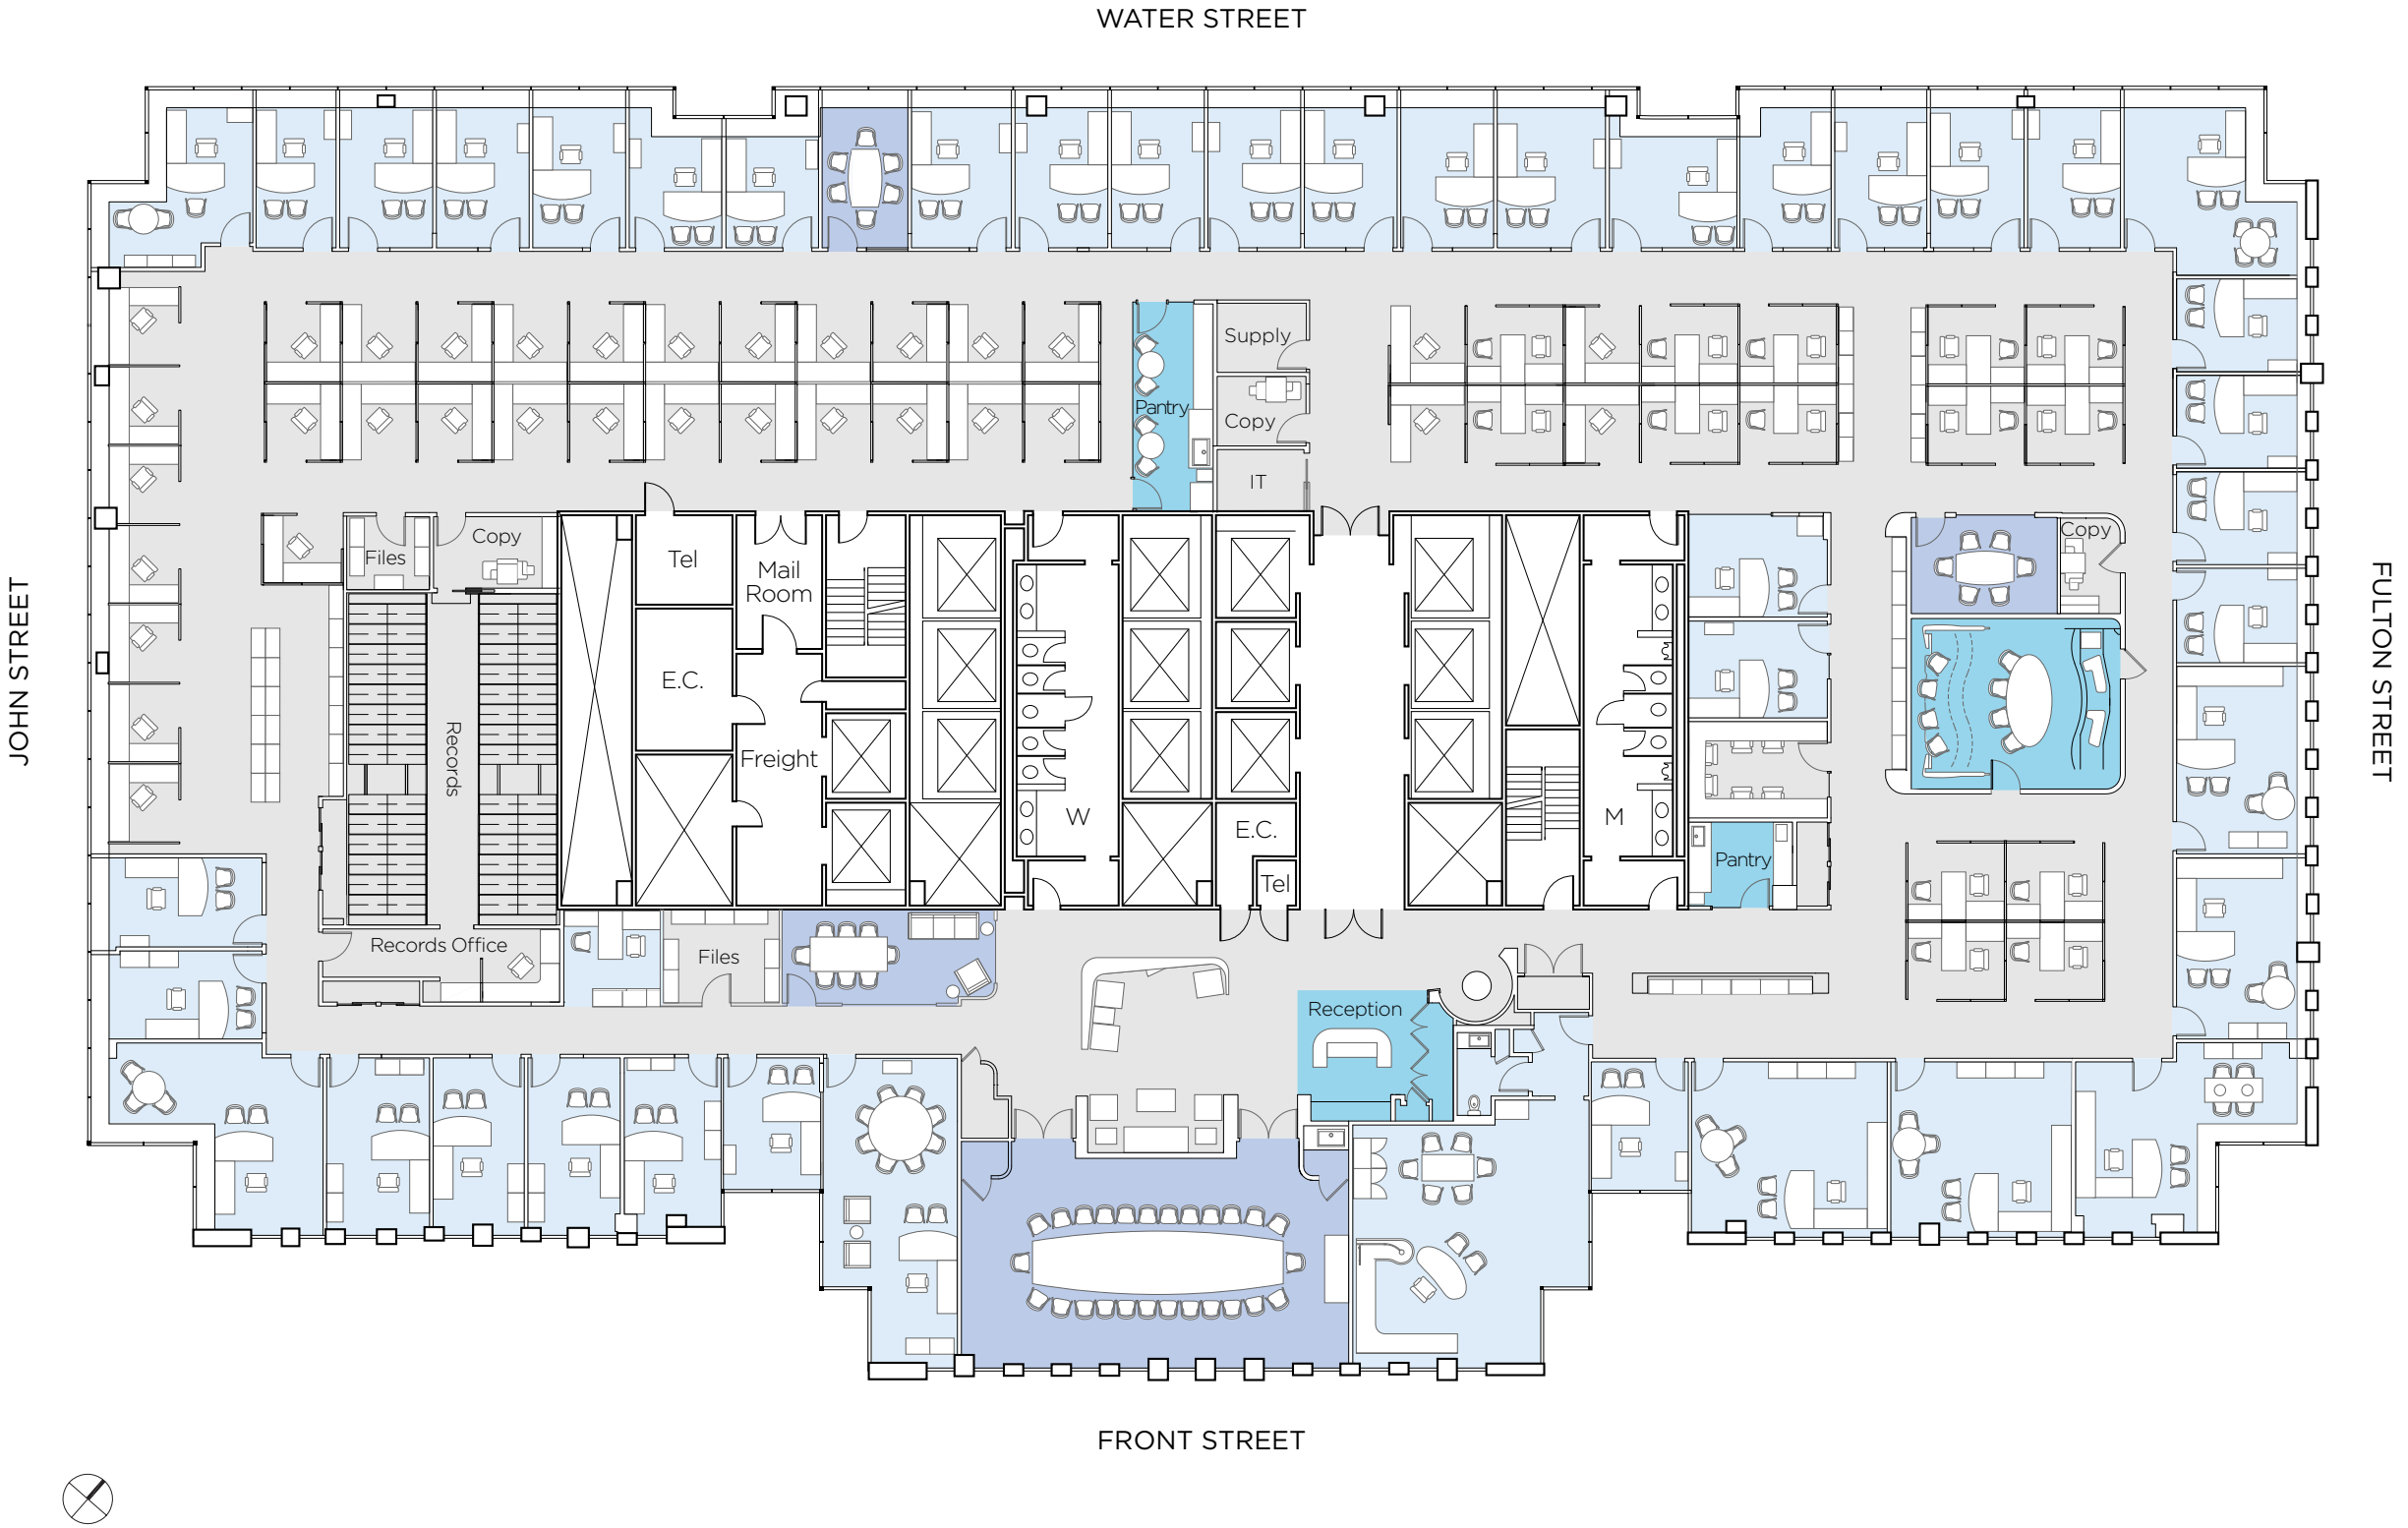 WATER STREET
Supply
Pantry
Copy
IT
Files
Copy
Tel
Mail
Room
Copy
JOHN STREET
FULTON STREET
E.C.
Records
Freight
W
E.C.
M
Pantry
Tel
Records Office
Files
Reception
FRONT STREET